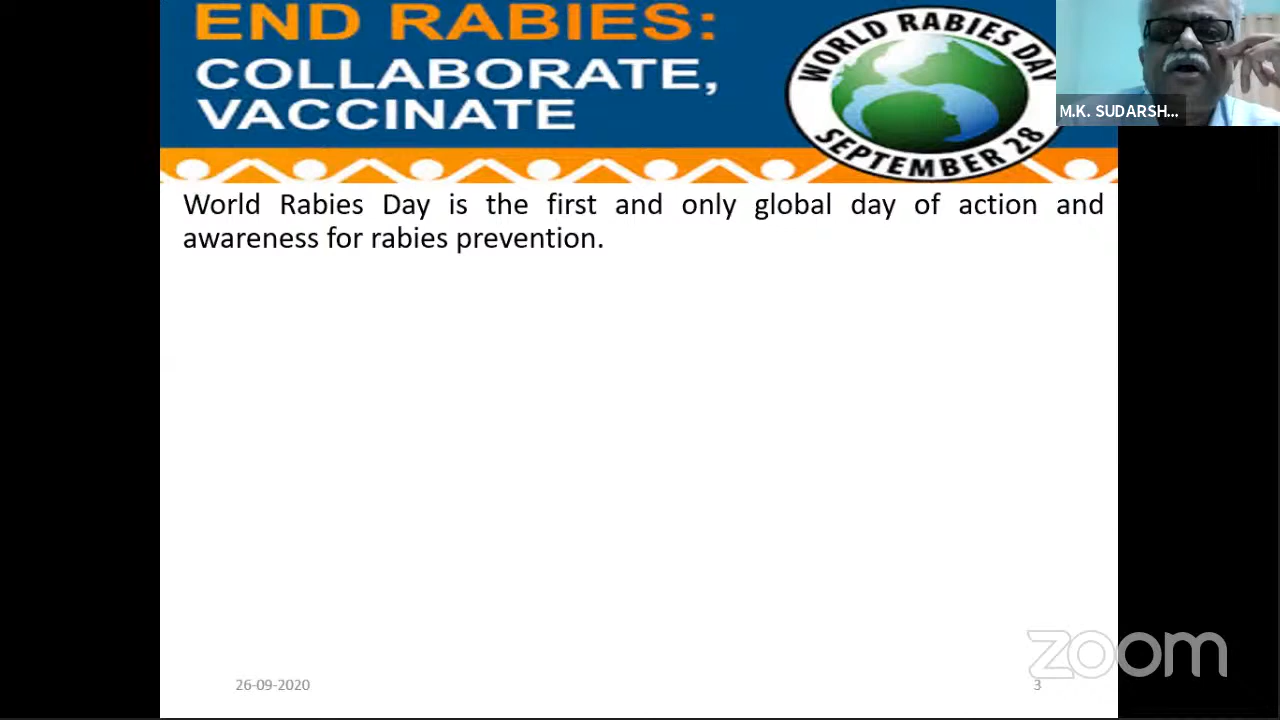 END RABIES:
COLLABORATE,
VACCINATE
WORLD RABIES DAY
SEPTEMBER 28
M.K. SUDARSH...
World Rabies Day is the first and only global day of action and
awareness for rabies prevention.
zoom
26-09-2020
3